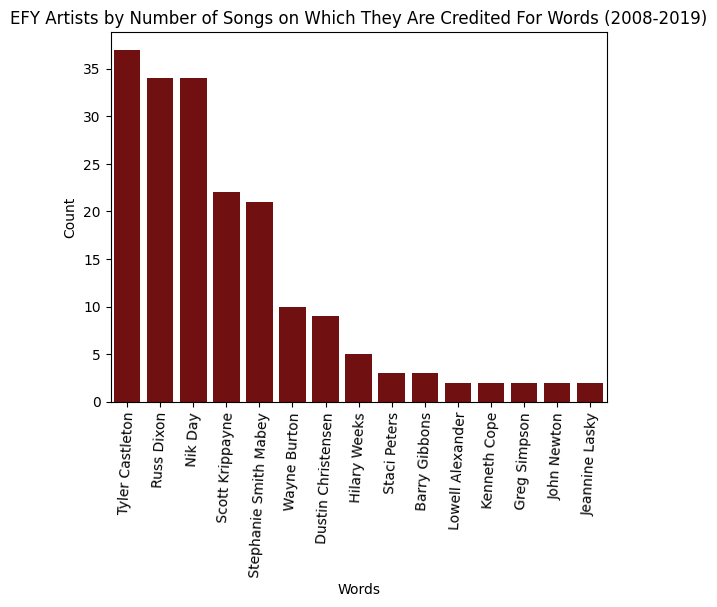 EFY Artists by Number of Songs on Which They Are Credited For Words (2008-2019)
Count
35
30
25
20
15
10
5
0
Tyler Castleton
Russ Dixon
Nik Day
Scott Krippayne
Stephanie Smith Mabey
Wayne Burton
Dustin Christensen
Hilary Weeks
Staci Peters
Barry Gibbons
Lowell Alexander
Kenneth Cope
Greg Simpson
John Newton
Jeannine Lasky
Words